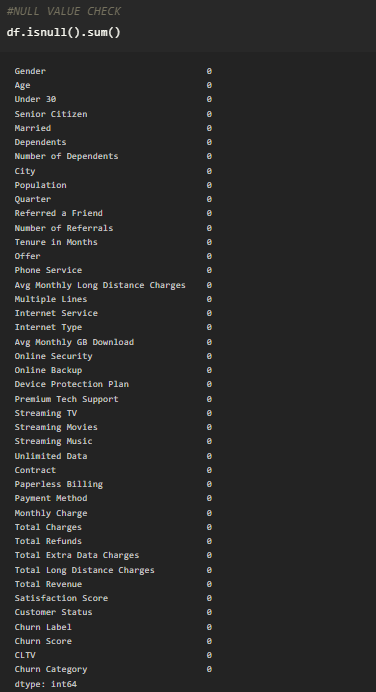 #NULL VALUE CHECK
df.isnull().sum()
Gender 0
Age 0
Under 30 0
Senior Citizen 0
Married 0
Dependents 0
Number of Dependents 0
City 0
Population 0
Quarter 0
Referred a Friend 0
Number of Referrals 0
Tenure in Months 0
Offer 0
Phone Service 0
Avg Monthly Long Distance Charges 0
Multiple Lines 0
Internet Service 0
Internet Type 0
Avg Monthly GB Download 0
Online Security 0
Online Backup 0
Device Protection Plan 0
Premium Tech Support 0
Streaming TV 0
Streaming Movies 0
Streaming Music 0
Unlimited Data 0
Contract 0
Paperless Billing 0
Payment Method 0
Monthly Charge 0
Total Charges 0
Total Refunds 0
Total Extra Data Charges 0
Total Long Distance Charges 0
Total Revenue 0
Satisfaction Score 0
Customer Status 0
Churn Label 0
Churn Score 0
CLTV 0
Churn Category 0
dtype: int64